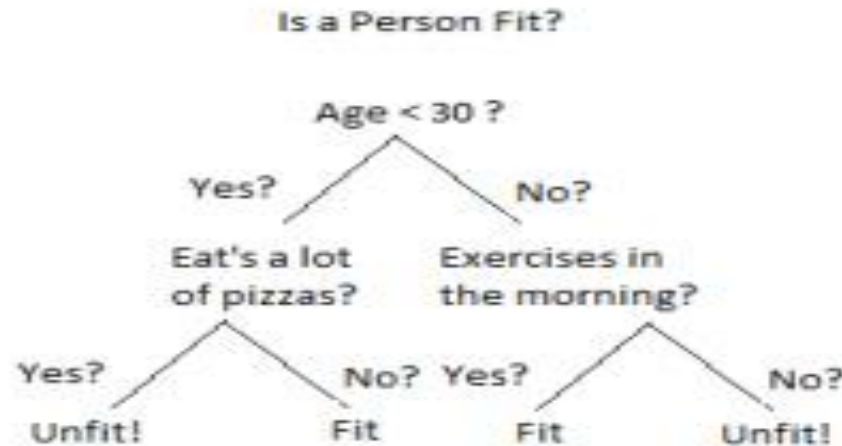 Is a Person Fit?
Age < 30 ?
Yes?
No?
Eat's a lot
of pizzas?
Exercises in
the morning?
Yes?
No?
Yes?
No?
Unfit!
Fit
Fit
Unfit!